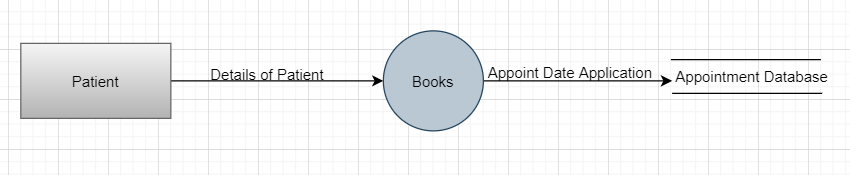 Patient
Details of Patient
Books
Appoint Date Application
Appointment Database